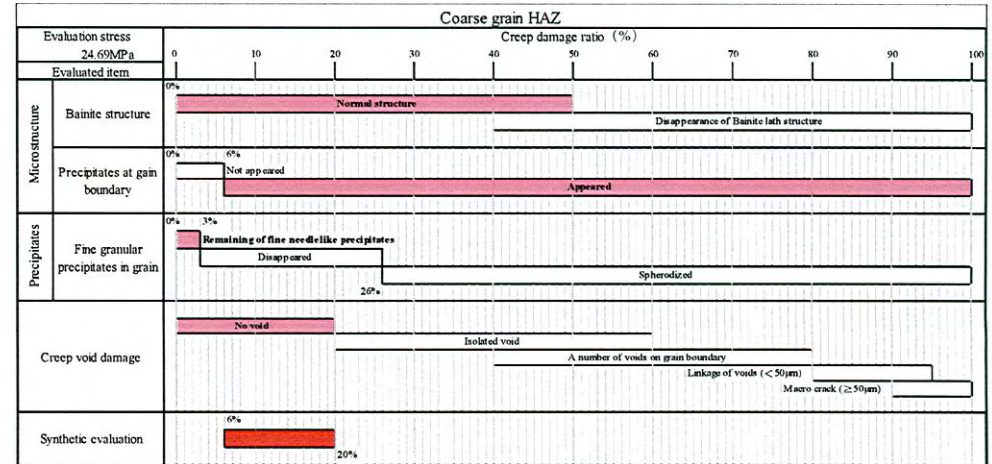 Coarse grain HAZ
Evaluation stress
24.69MPa
Evaluated item
Creep damage ratio (%)
0 10 20 30 40 50 60 70 80 90 100
Microstructure
Bainite structure
0%
Normal structure
Disappearance of Bainite lath structure
Precipitates at gain
boundary
0% 6%
Not appeared
Appeared
Precipitates
Fine granular
precipitates in grain
0% 3%
Remaining of fine needlelike precipitates
Disappeared
Spherodized
26%
Creep void damage
No void
Isolated void
A number of voids on grain boundary
Linkage of voids (<50μm)
Macro crack (≥50μm)
Synthetic evaluation
6%
20%